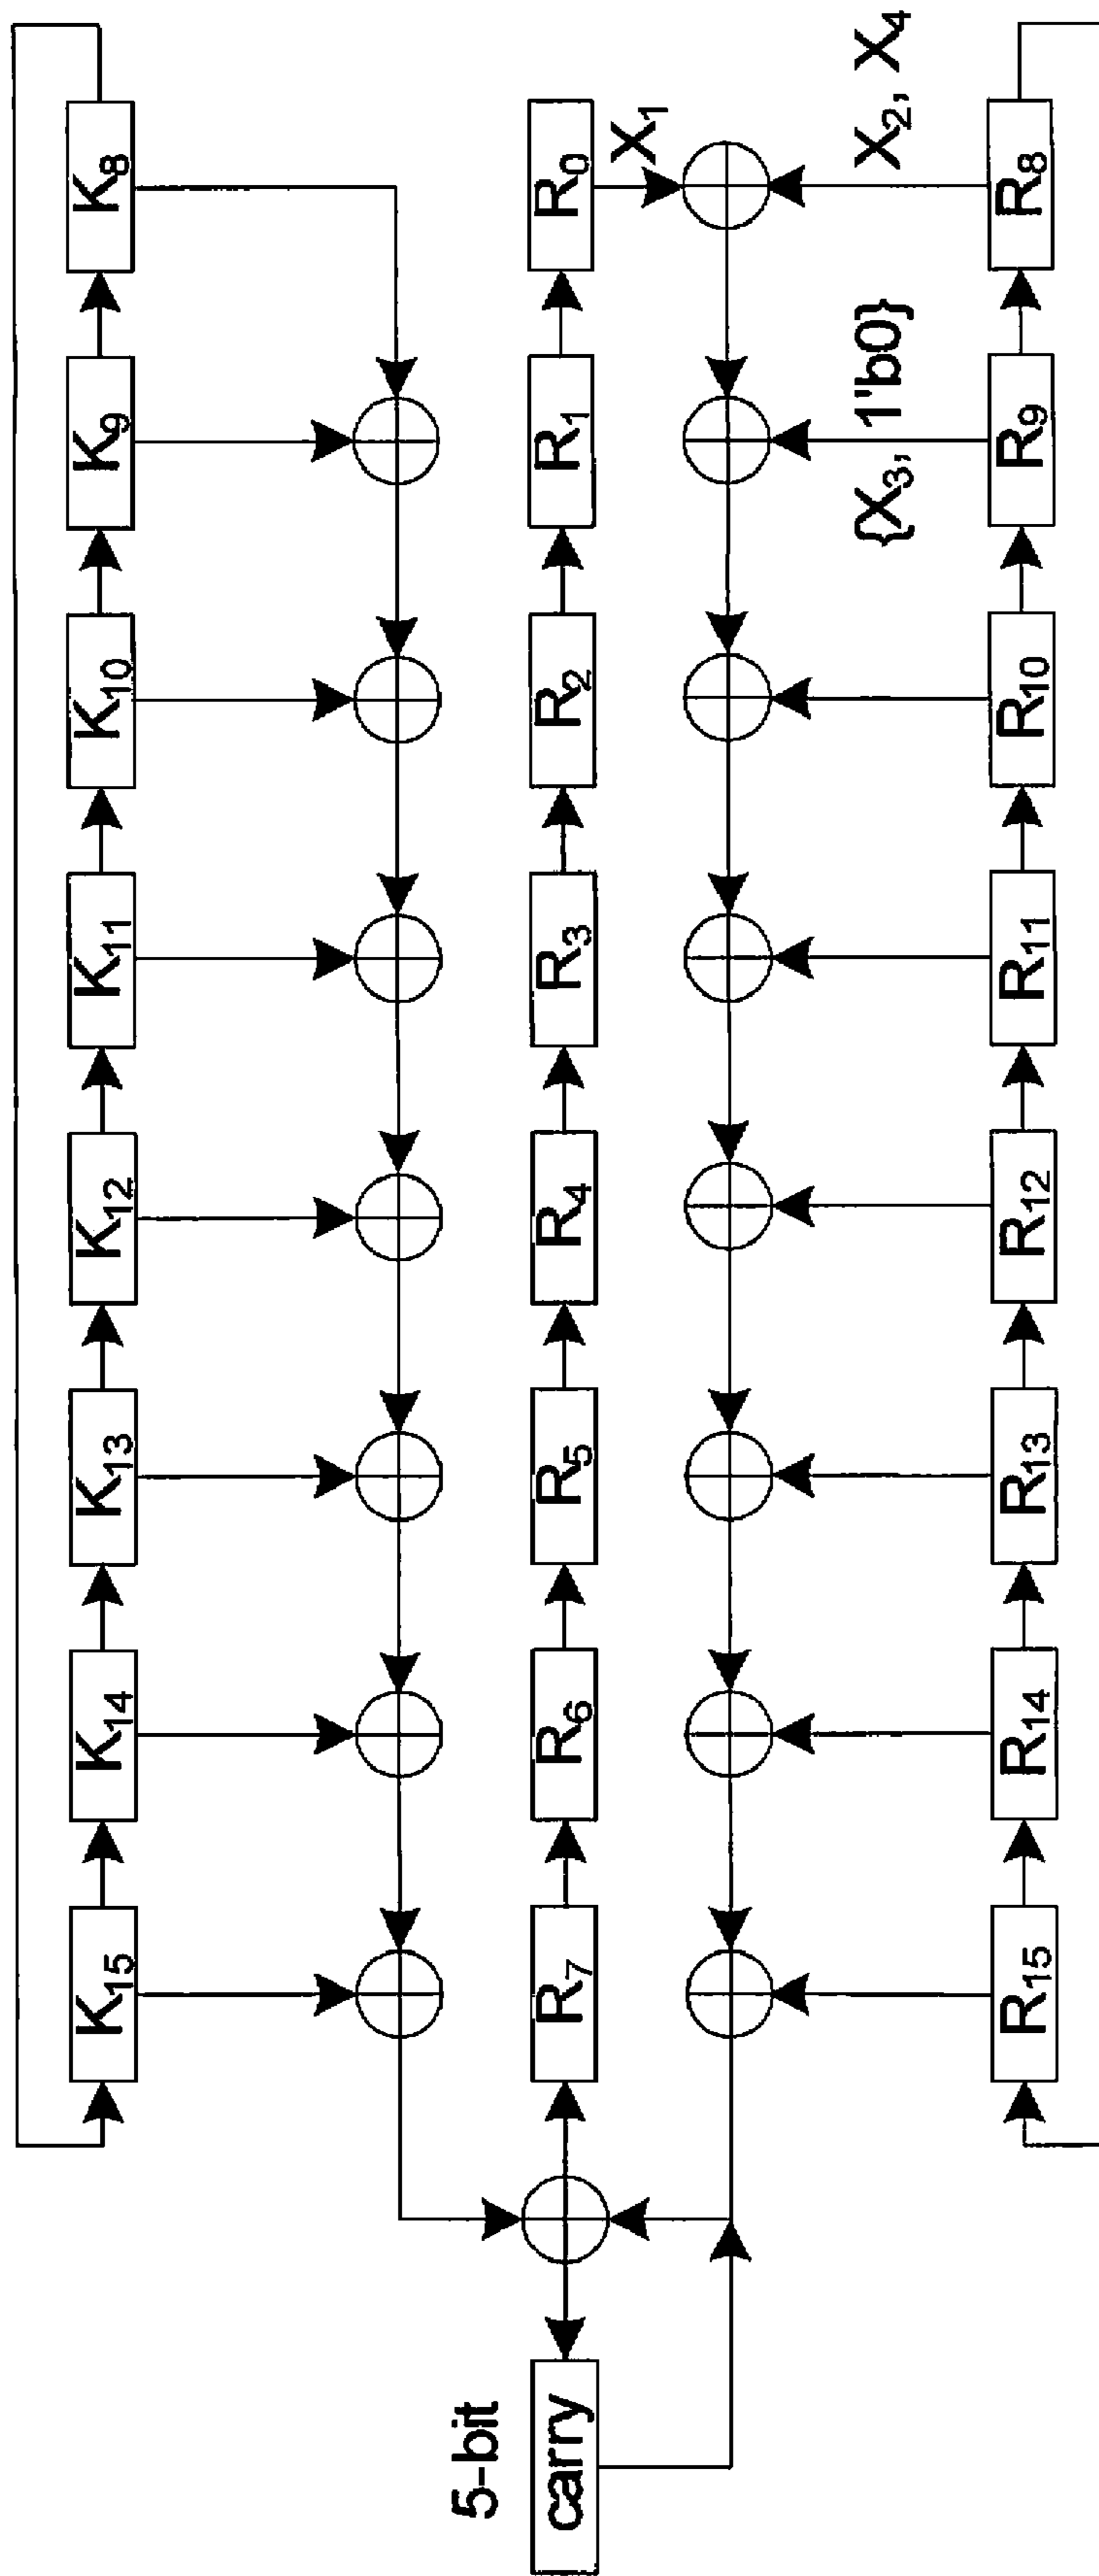 K₁₅ K₁₄ K₁₃ K₁₂ K₁₁ K₁₀ K₉ K₈
5-bit
carry R₇ R₆ R₅ R₄ R₃ R₂ R₁ R₀
X₁
{X₃, 1'b0} X₂, X₄
R₁₅ R₁₄ R₁₃ R₁₂ R₁₁ R₁₀ R₉ R₈